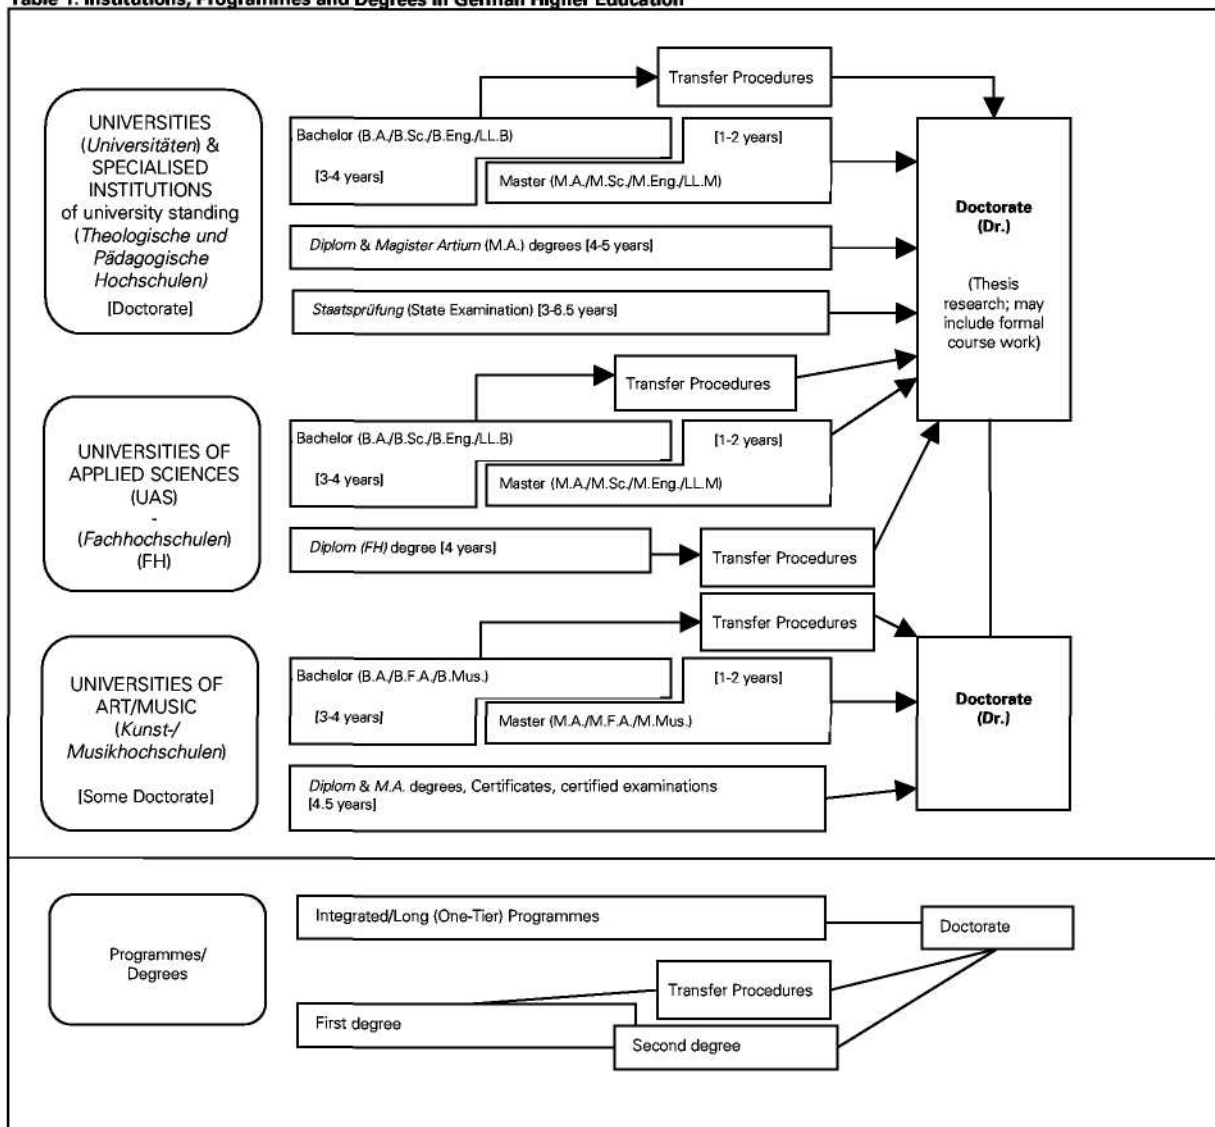 Table 1: Institutions, Programmes and Degrees in German Higher Education
Transfer Procedures
UNIVERSITIES
(Universitäten) &
SPECIALISED
INSTITUTIONS
of university standing
(Theologische und
Pädagogische
Hochschulen)
[Doctorate]
Bachelor (B.A./B.Sc./B.Eng./LL.B)
[3-4 years]
[1-2 years]
Master (M.A./M.Sc./M.Eng./LL.M)
Diplom & Magister Artium (M.A.) degrees [4-5 years]
Staatsprüfung (State Examination) [3-6.5 years]
Doctorate
(Dr.)
(Thesis
research; may
include formal
course work)
Transfer Procedures
UNIVERSITIES OF
APPLIED SCIENCES
(UAS)
-
(Fachhochschulen)
(FH)
Bachelor (B.A./B.Sc./B.Eng./LL.B)
[3-4 years]
[1-2 years]
Master (M.A./M.Sc./M.Eng./LL.M)
Diplom (FH) degree [4 years]
Transfer Procedures
Transfer Procedures
UNIVERSITIES OF
ART/MUSIC
(Kunst-/
Musikhochschulen)
[Some Doctorate]
Bachelor (B.A./B.F.A./B.Mus.)
[3-4 years]
[1-2 years]
Master (M.A./M.F.A./M.Mus.)
Diplom & M.A. degrees, Certificates, certified examinations
[4.5 years]
Doctorate
(Dr.)
Programmes/
Degrees
Integrated/Long (One-Tier) Programmes
Doctorate
Transfer Procedures
First degree
Second degree